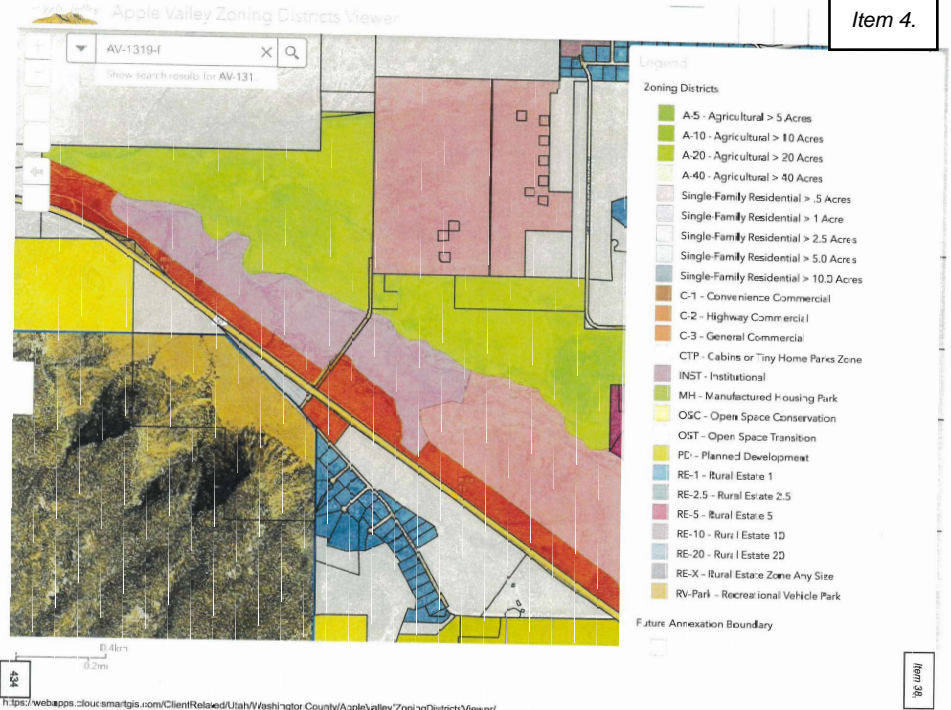 Item 4.
Apple Valley Zoning Districts Viewer
AV-1319-f
Show search results for AV-131.
Legend
Zoning Districts
A-5 - Agricultural > 5 Acres
A-10 - Agricultural > 10 Acres
A-20 - Agricultural > 20 Acres
A-40 - Agricultural > 40 Acres
Single-Family Residential > .5 Acres
Single-Family Residential > 1 Acre
Single-Family Residential > 2.5 Acres
Single-Family Residential > 5.0 Acres
Single-Family Residential > 10.0 Acres
C-1 - Convenience Commercial
C-2 - Highway Commercial
C-3 - General Commercial
CTP - Cabins or Tiny Home Parks Zone
INST - Institutional
MH - Manufactured Housing Park
OSC - Open Space Conservation
OST - Open Space Transition
PD - Planned Development
RE-1 - Rural Estate 1
RE-2.5 - Rural Estate 2.5
RE-5 - Rural Estate 5
RE-10 - Rural Estate 10
RE-20 - Rural Estate 20
RE-X - Rural Estate Zone Any Size
RV-Park - Recreational Vehicle Park
Future Annexation Boundary
0.4km
0.2mi
434
Item 38.
https://webapps.cloudsmartgis.com/ClientRelated/Utah/WashingtonCounty/AppleValley/ZoningDistrictsViewer/